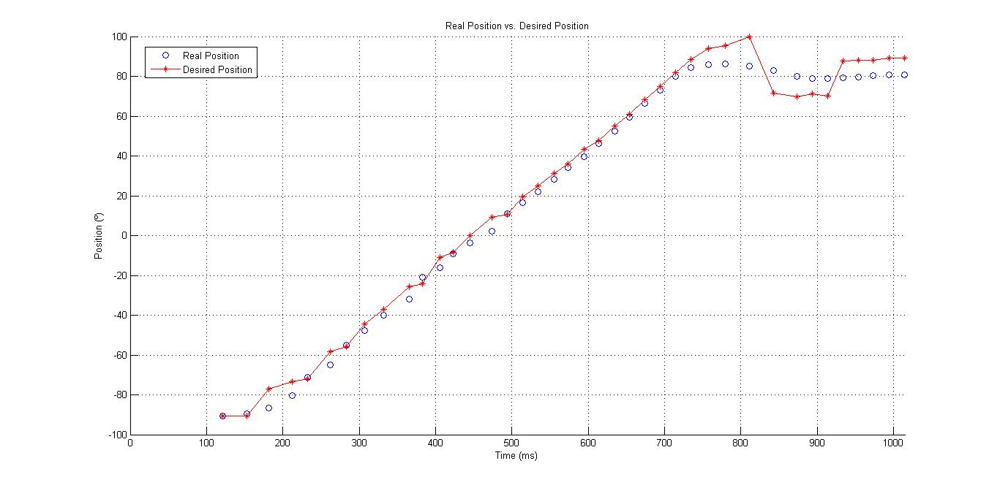 Real Position vs. Desired Position
Real Position
Desired Position
100
80
60
40
20
0
-20
-40
-60
-80
-100
Position (º)
0 100 200 300 400 500 600 700 800 900 1000
Time (ms)